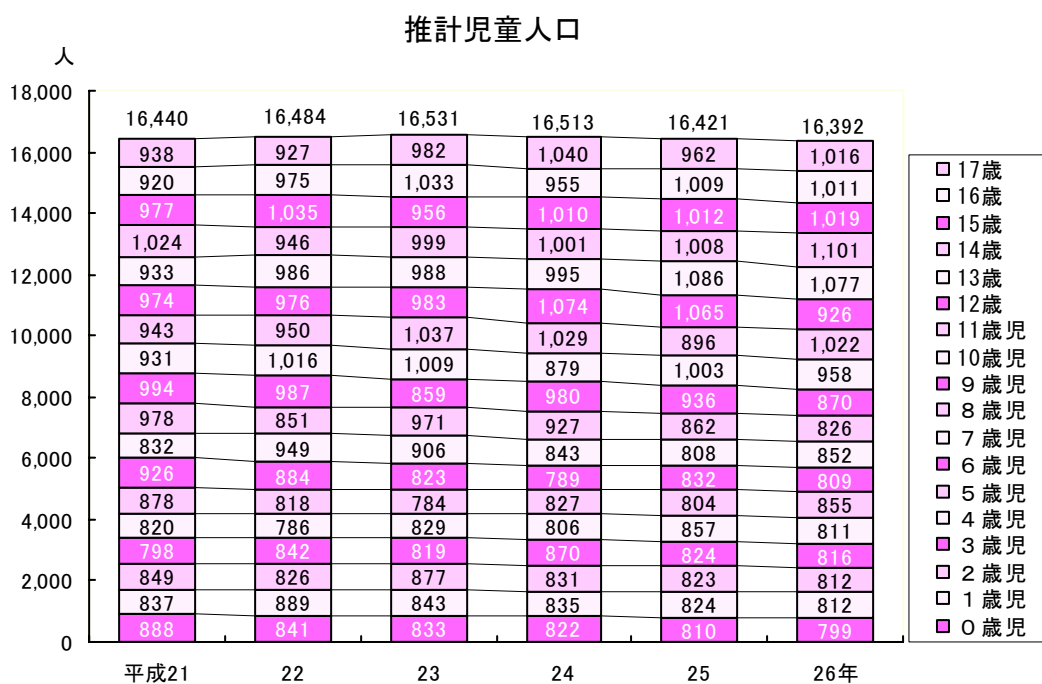 推計児童人口
人
18,000
16,000
14,000
12,000
10,000
8,000
6,000
4,000
2,000
0
16,440 16,484 16,531 16,513 16,421 16,392
938 927 982 1,040 962 1,016
920 975 1,033 955 1,009 1,011
977 1,035 956 1,010 1,012 1,019
1,024 946 999 1,001 1,008 1,101
933 986 988 995 1,086 1,077
974 976 983 1,074 1,065 926
943 950 1,037 1,029 896 1,022
931 1,016 1,009 879 1,003 958
994 987 859 980 936 870
978 851 971 927 862 826
832 949 906 843 808 852
926 884 823 789 832 809
878 818 784 827 804 855
820 786 829 806 857 811
798 842 819 870 824 816
849 826 877 831 823 812
837 889 843 835 824 812
888 841 833 822 810 799
平成21 22 23 24 25 26年
17歳
16歳
15歳
14歳
13歳
12歳
11歳児
10歳児
9歳児
8歳児
7歳児
6歳児
5歳児
4歳児
3歳児
2歳児
1歳児
0歳児